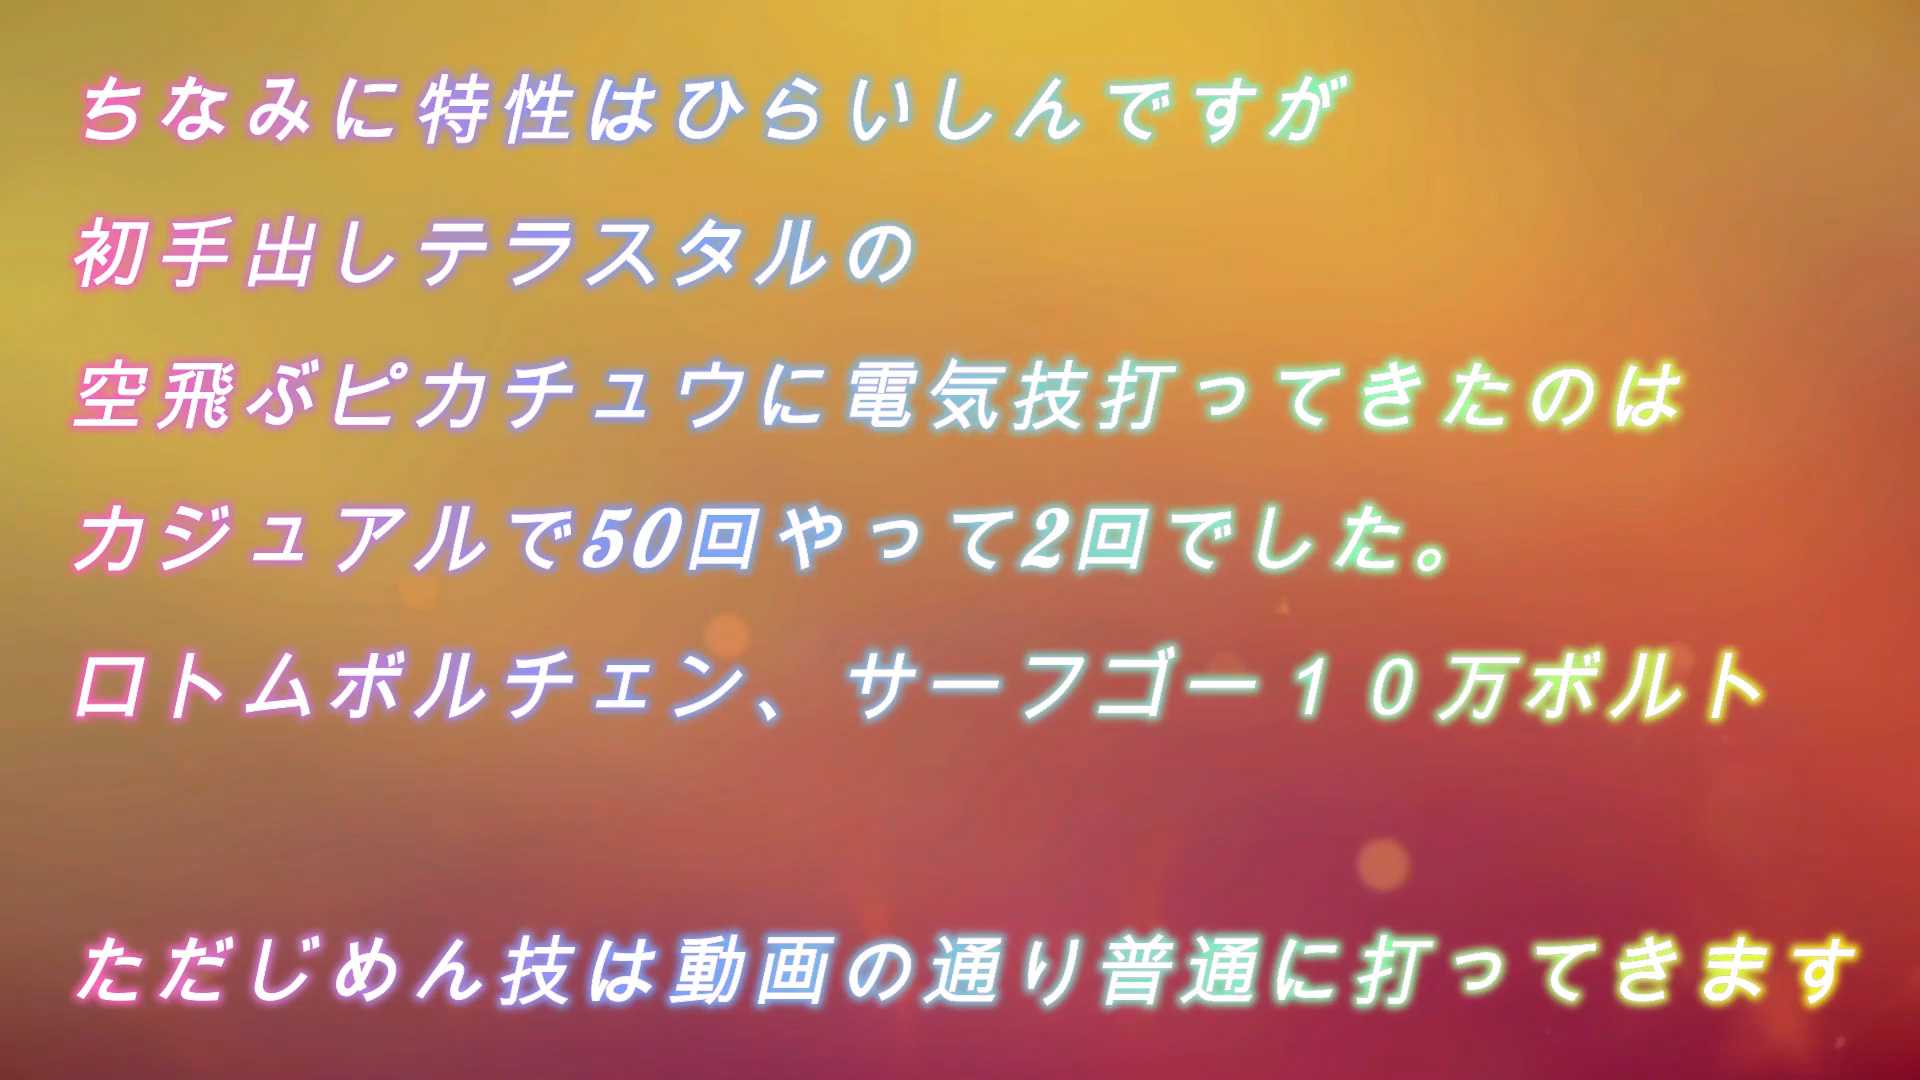 ちなみに特性はひらいしんですが
初手出しテラスタルの
空飛ぶピカチュウに電気技打ってきたのは
カジュアルで50回やって2回でした。
ロトムボルチェン、サーフゴー１０万ボルト
ただじめん技は動画の通り普通に打ってきます